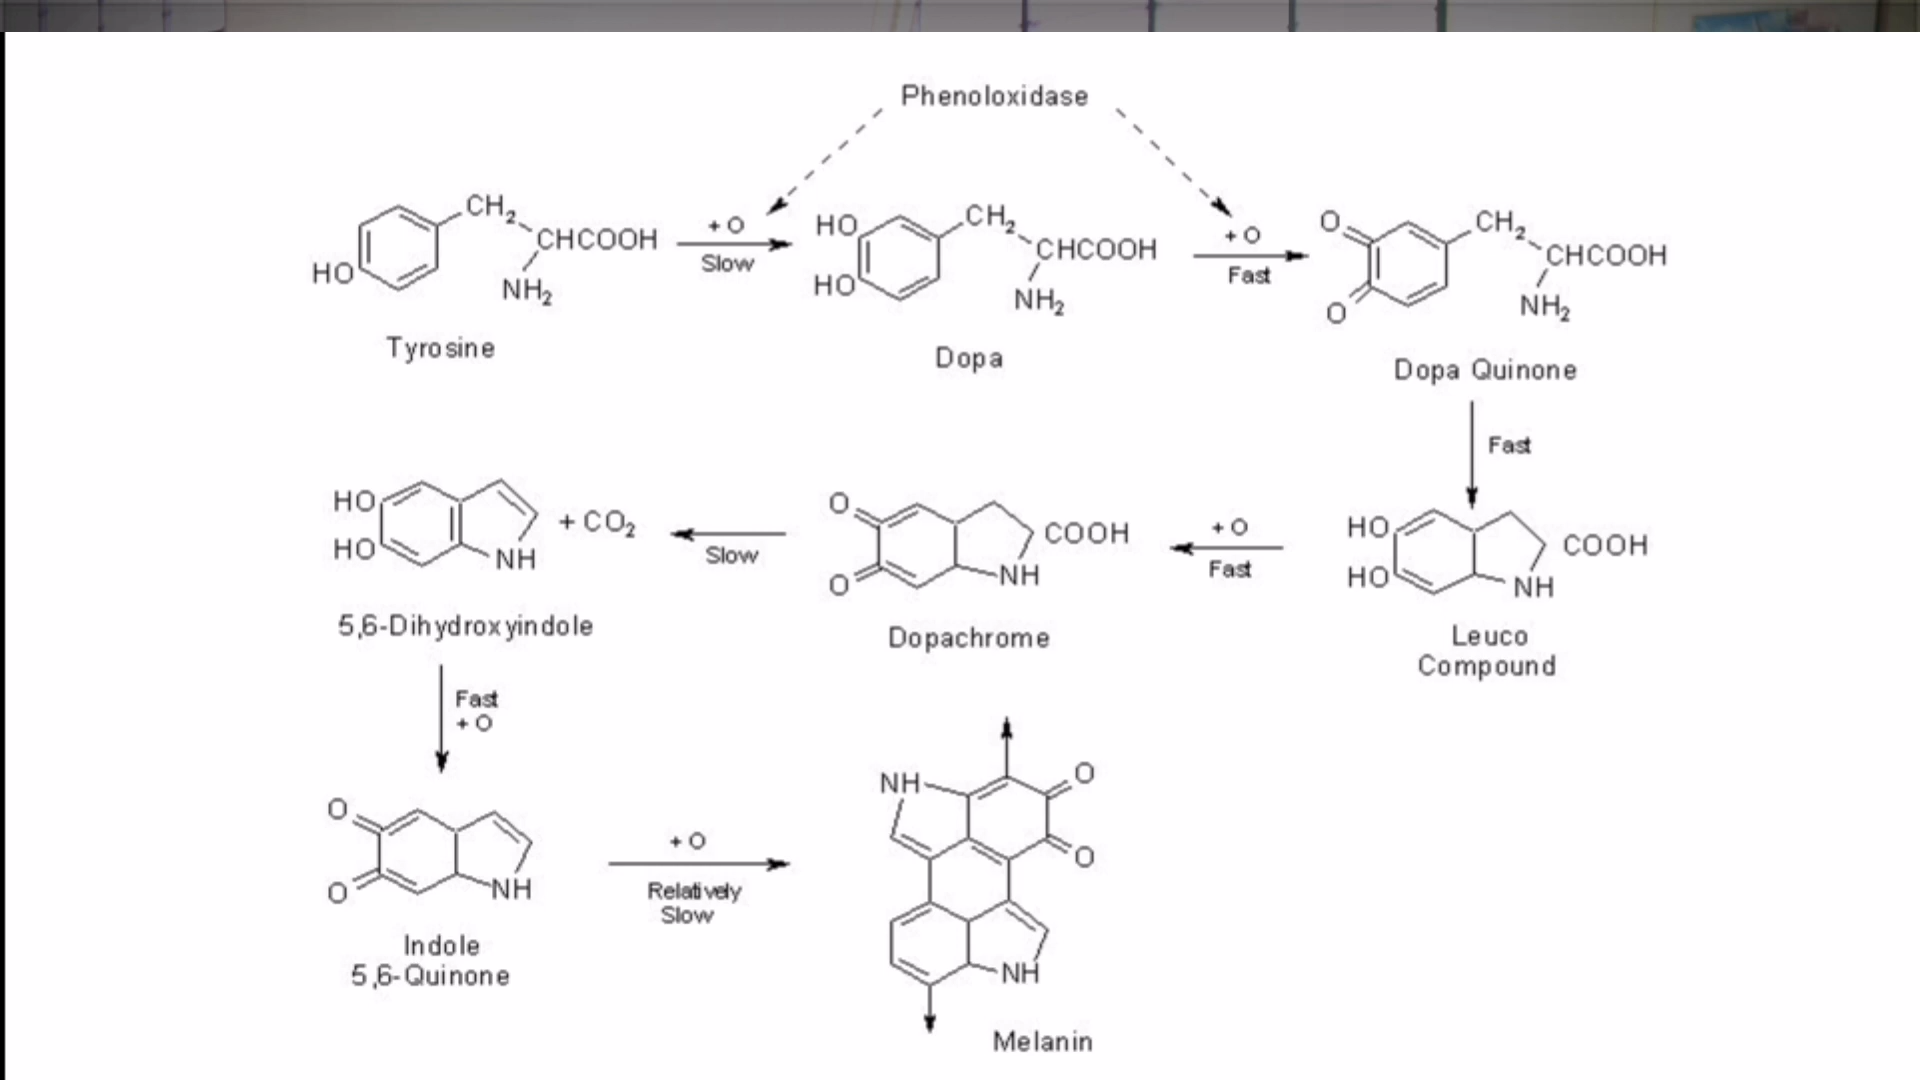 Phenoloxidase
HO
CH2
CHCOOH
NH2
Tyrosine
+ O
Slow
HO
HO
CH2
CHCOOH
NH2
Dopa
+ O
Fast
O
O
CH2
CHCOOH
NH2
Dopa Quinone
Fast
HO
HO
COOH
NH
Leuco
Compound
+ O
Fast
O
O
COOH
NH
Dopachrome
Slow
HO
HO
NH
+ CO2
5,6-Dihydroxyindole
Fast
+ O
O
O
NH
Indole
5,6-Quinone
+ O
Relatively
Slow
NH
O
O
NH
Melanin